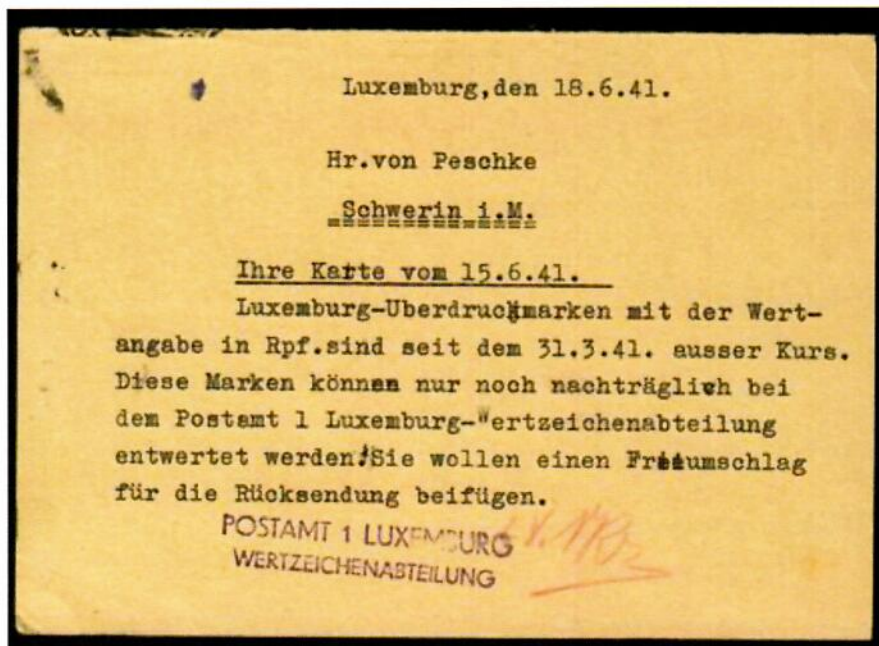 Luxemburg,den 18.6.41.
Hr.von Peschke
Schwerin i.M.
Ihre Karte vom 15.6.41.
Luxemburg-Uberdruckmarken mit der Wert-
angabe in Rpf.sind seit dem 31.3.41. ausser Kurs.
Diese Marken können nur noch nachträglich bei
dem Postamt 1 Luxemburg-Wertzeichenabteilung
entwertet werden.Sie wollen einen Freiumschlag
für die Rücksendung beifügen.
POSTAMT 1 LUXEMBURG
WERTZEICHENABTEILUNG